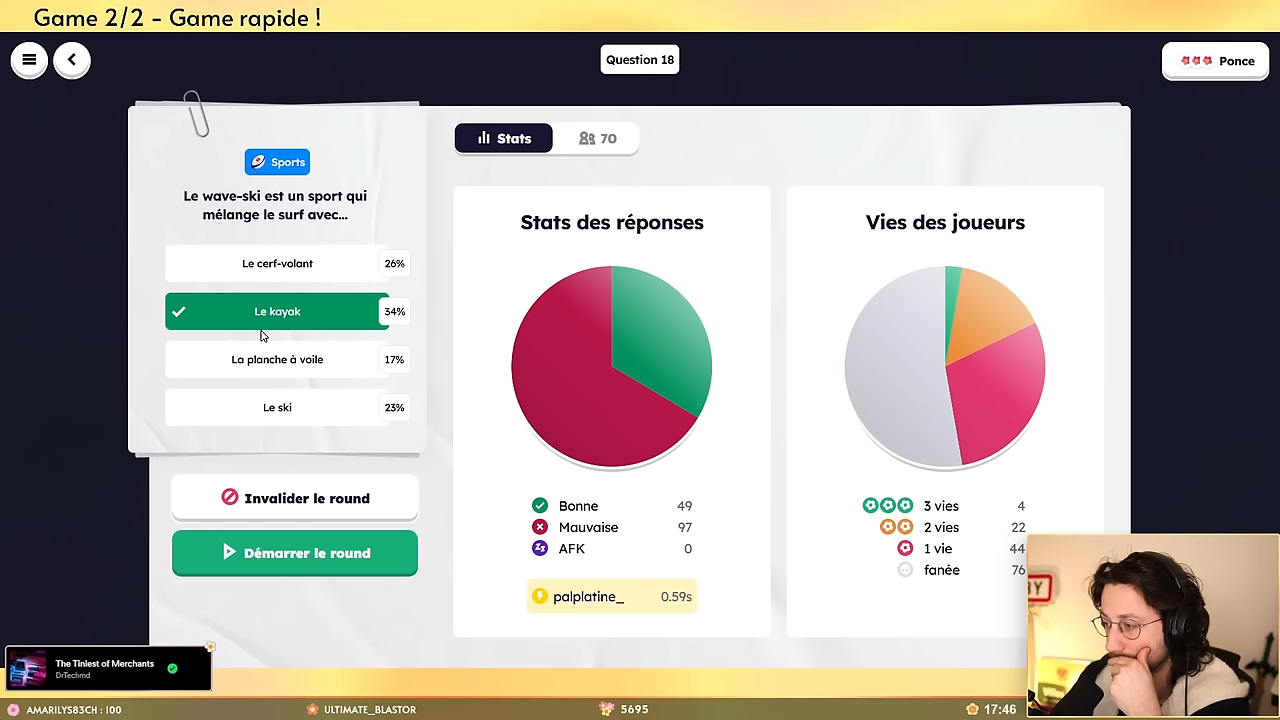 Game 2/2 - Game rapide !
Question 18
Ponce
Sports
Le wave-ski est un sport qui
mélange le surf avec...
Le cerf-volant
26%
Le kayak
34%
La planche à voile
17%
Le ski
23%
Invalider le round
Démarrer le round
Stats
70
Stats des réponses
Bonne
49
Mauvaise
97
AFK
0
palplatine_
0.59s
Vies des joueurs
3 vies
4
2 vies
22
1 vie
44
fanée
76
The Tiniest of Merchants
DrTechmd
AMARILYS83CH : 100
ULTIMATE_BLASTOR
5695
17:46